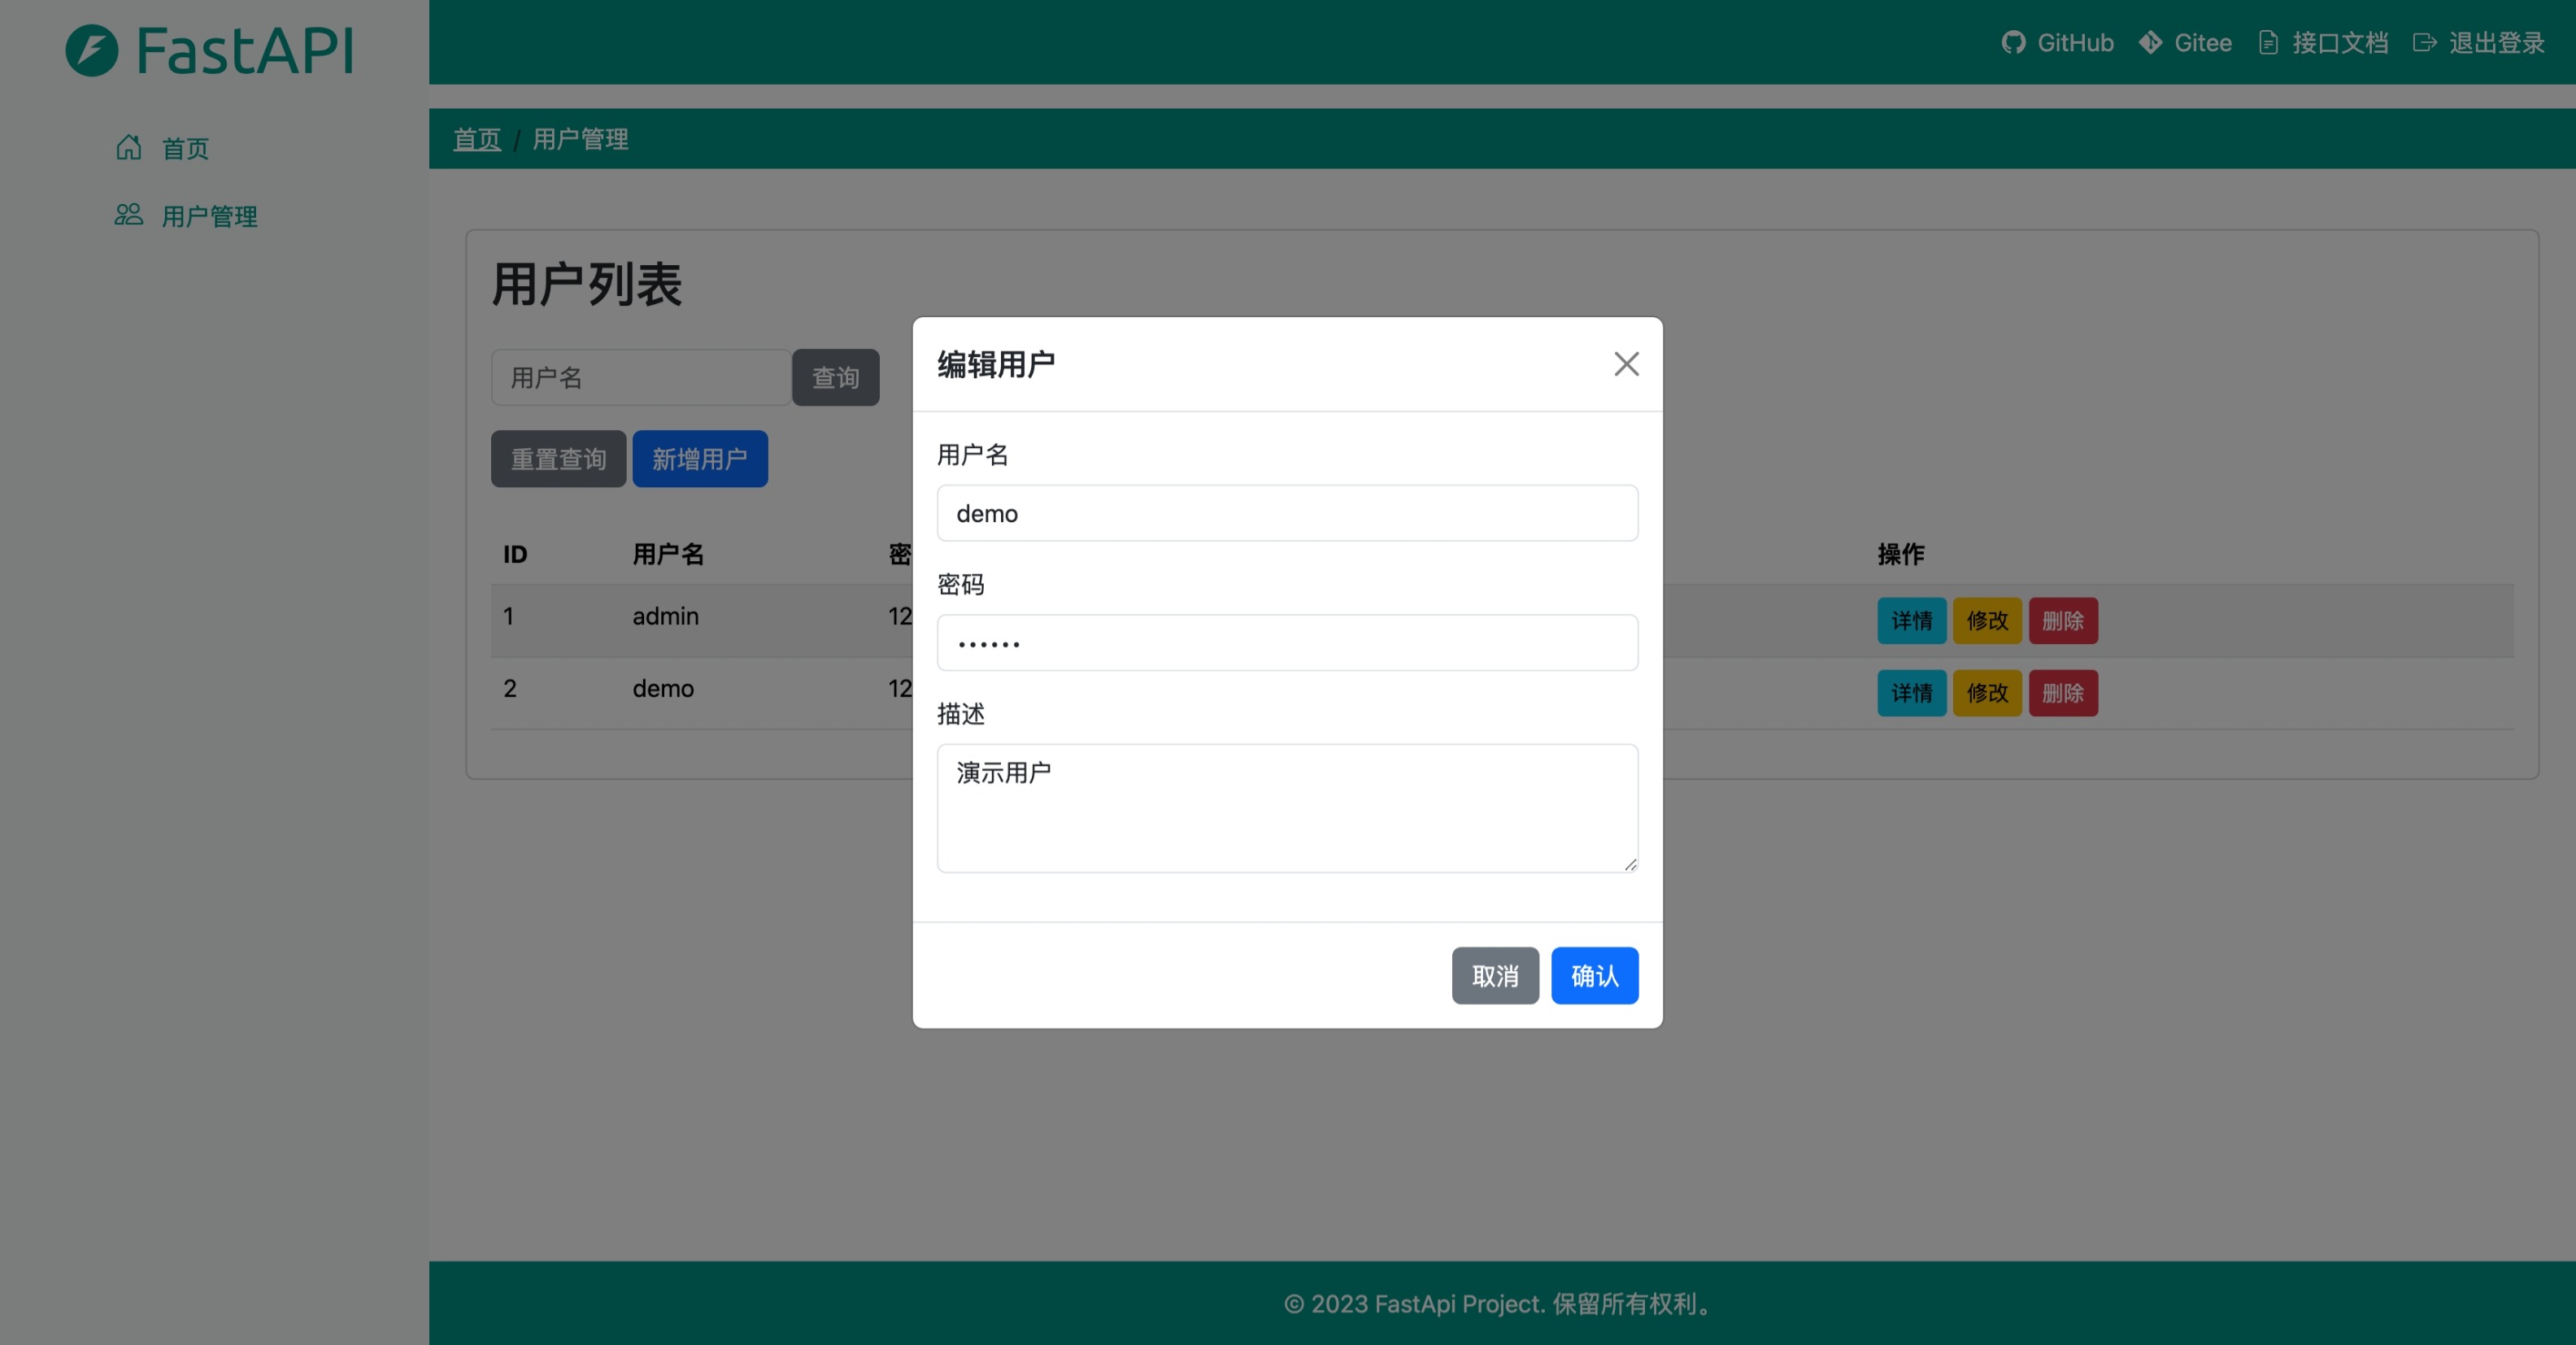 FastAPI
GitHub Gitee 接口文档 退出登录
首页 / 用户管理
首页
用户管理
用户列表
用户名 查询
重置查询 新增用户
ID 用户名 密 操作
1 admin 12 详情 修改 删除
2 demo 12 详情 修改 删除
编辑用户
用户名
demo
密码
••••••
描述
演示用户
取消 确认
© 2023 FastApi Project. 保留所有权利。